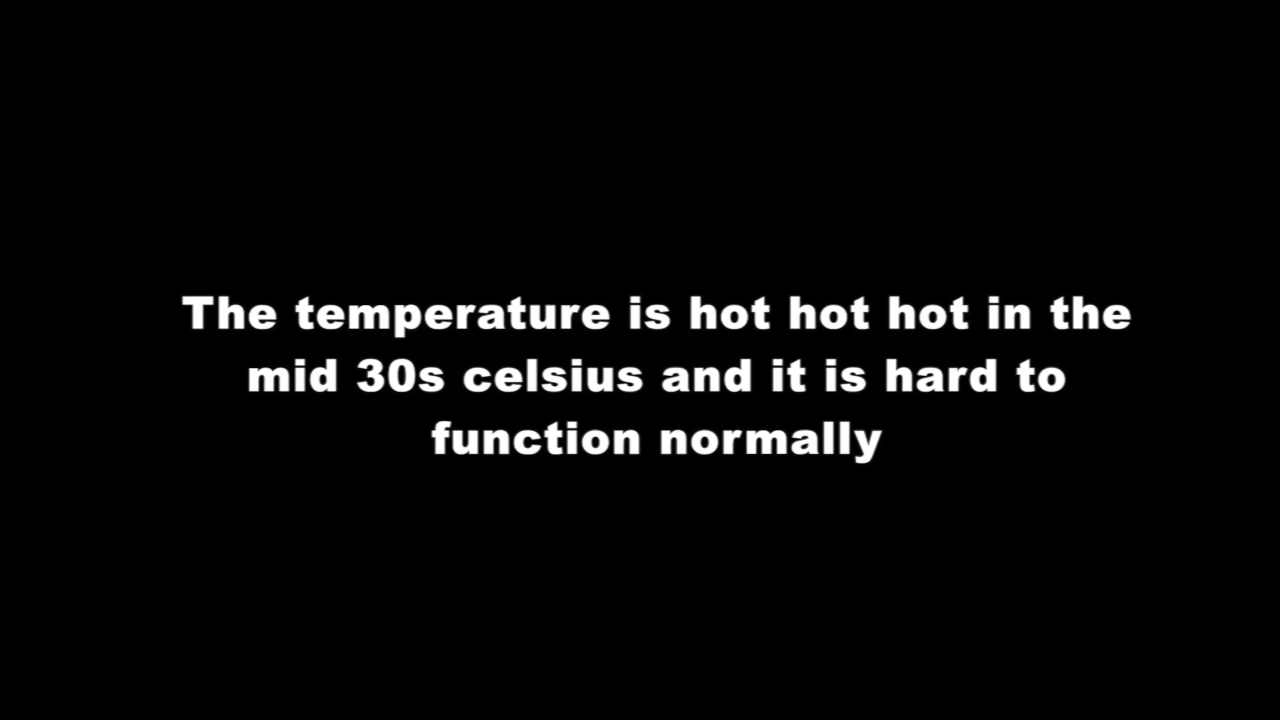 The temperature is hot hot hot in the
mid 30s celsius and it is hard to
function normally